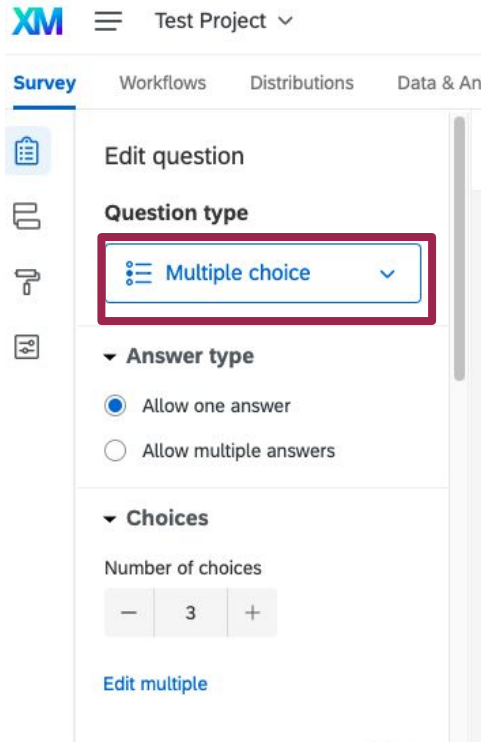 XM Test Project
Survey Workflows Distributions Data & An
Edit question
Question type
Multiple choice
Answer type
Allow one answer
Allow multiple answers
Choices
Number of choices
− 3 +
Edit multiple